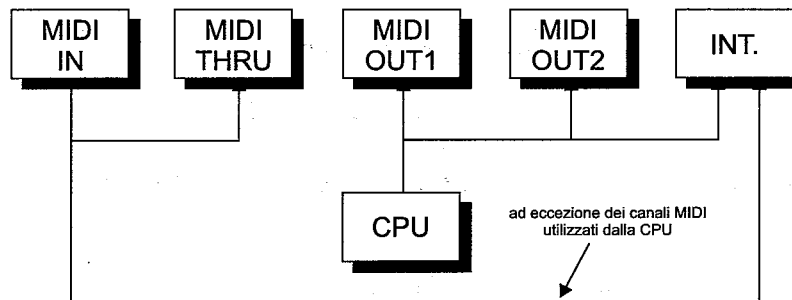 MIDI
IN
MIDI
THRU
MIDI
OUT1
MIDI
OUT2
INT.
CPU
ad eccezione dei canali MIDI
utilizzati dalla CPU